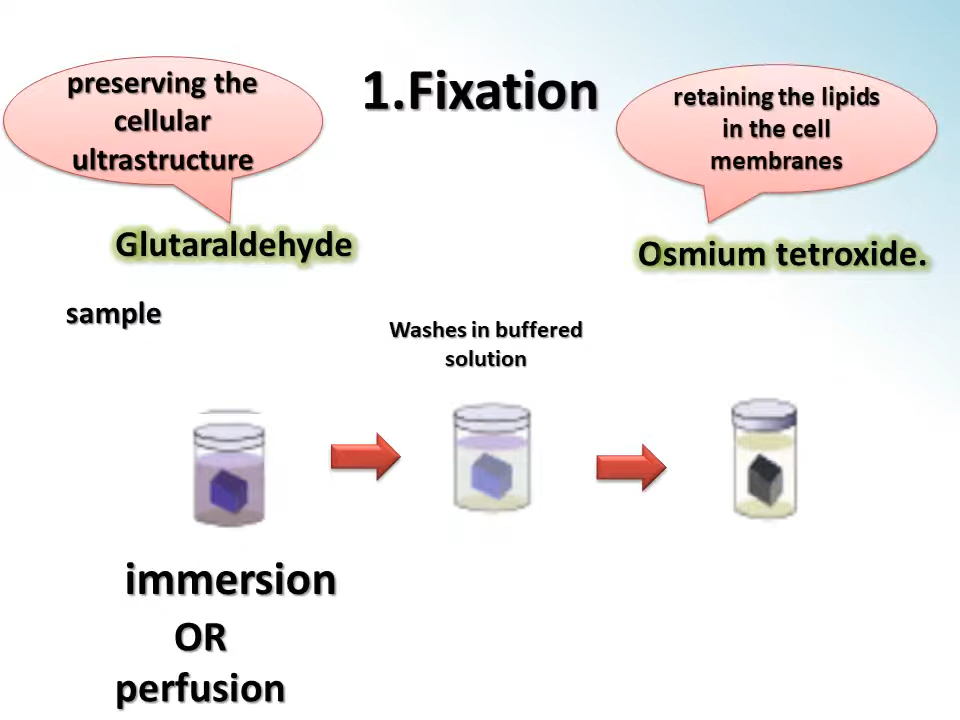 1.Fixation
preserving the
cellular
ultrastructure
retaining the lipids
in the cell
membranes
Glutaraldehyde
Osmium tetroxide.
sample
Washes in buffered
solution
immersion
OR
perfusion